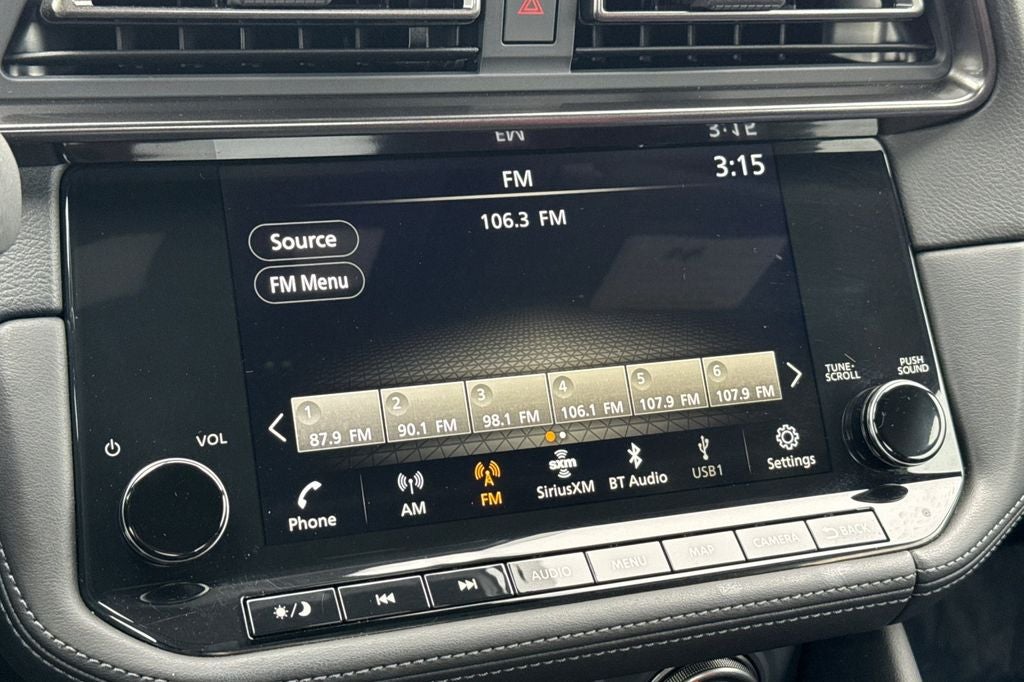 FM
3:15
106.3 FM
Source
FM Menu
1
87.9 FM
2
90.1 FM
3
98.1 FM
4
106.1 FM
5
107.9 FM
6
107.9 FM
TUNE-
SCROLL
PUSH
SOUND
VOL
Phone
AM
A
FM
sxm
SiriusXM
BT Audio
USB1
Settings
AUDIO
MENU
MAP
CAMERA
BACK